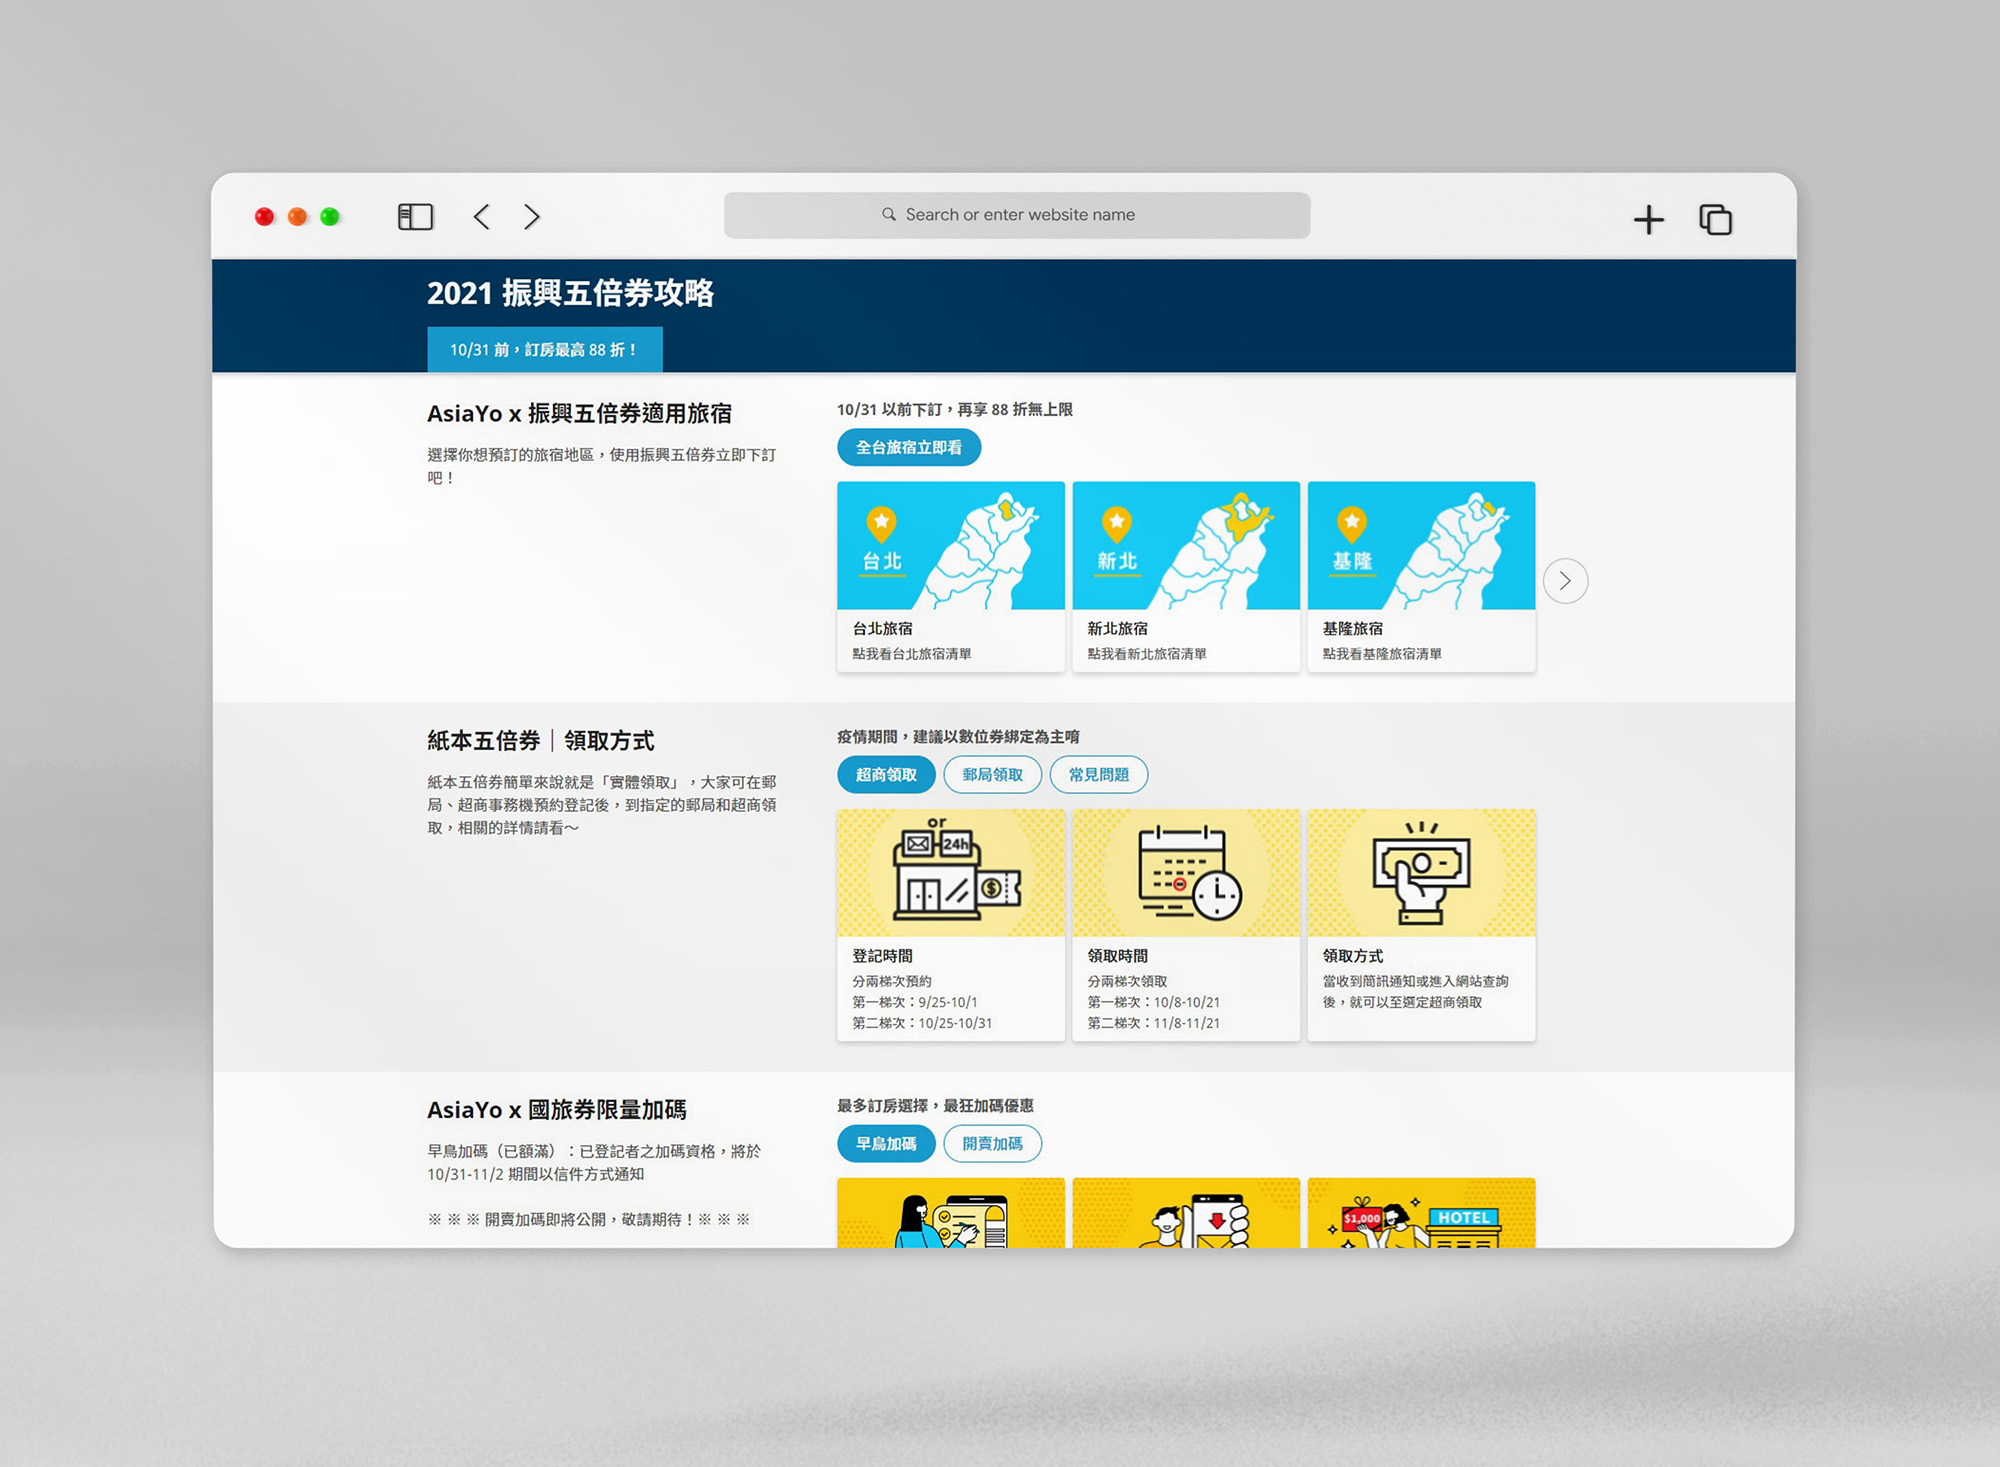 Search or enter website name
2021 振興五倍券攻略
10/31 前，訂房最高 88 折！
AsiaYo x 振興五倍券適用旅宿
選擇你想預訂的旅宿地區，使用振興五倍券立即下訂
吧！
10/31 以前下訂，再享 88 折無上限
全台旅宿立即看
台北
台北旅宿
點我看台北旅宿清單
新北
新北旅宿
點我看新北旅宿清單
基隆
基隆旅宿
點我看基隆旅宿清單
紙本五倍券｜領取方式
紙本五倍券簡單來說就是「實體領取」，大家可在郵
局、超商事務機預約登記後，到指定的郵局和超商領
取，相關的詳情請看～
疫情期間，建議以數位券綁定為主唷
超商領取
郵局領取
常見問題
or
24h
$
登記時間
分兩梯次預約
第一梯次：9/25-10/1
第二梯次：10/25-10/31
領取時間
分兩梯次領取
第一梯次：10/8-10/21
第二梯次：11/8-11/21
領取方式
當收到簡訊通知或進入網站查詢
後，就可以至選定超商領取
AsiaYo x 國旅券限量加碼
早鳥加碼（已額滿）：已登記者之加碼資格，將於
10/31-11/2 期間以信件方式通知
※ ※ ※ 開賣加碼即將公開，敬請期待！※ ※ ※
最多訂房選擇，最狂加碼優惠
早鳥加碼
開賣加碼
$1,000
HOTEL